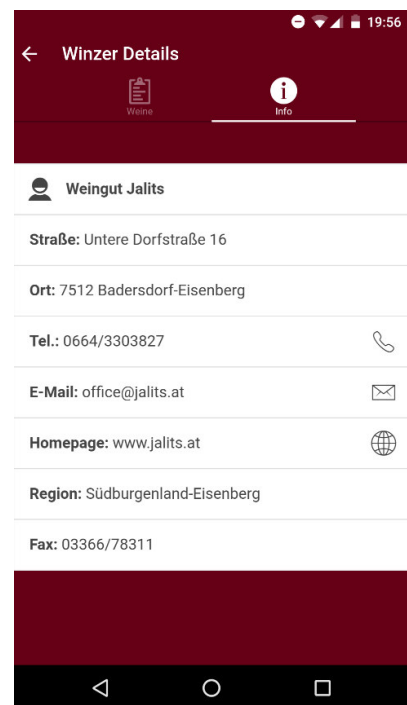 19:56
Winzer Details
Weine
Info
Weingut Jalits
Straße: Untere Dorfstraße 16
Ort: 7512 Badersdorf-Eisenberg
Tel.: 0664/3303827
E-Mail: office@jalits.at
Homepage: www.jalits.at
Region: Südburgenland-Eisenberg
Fax: 03366/78311